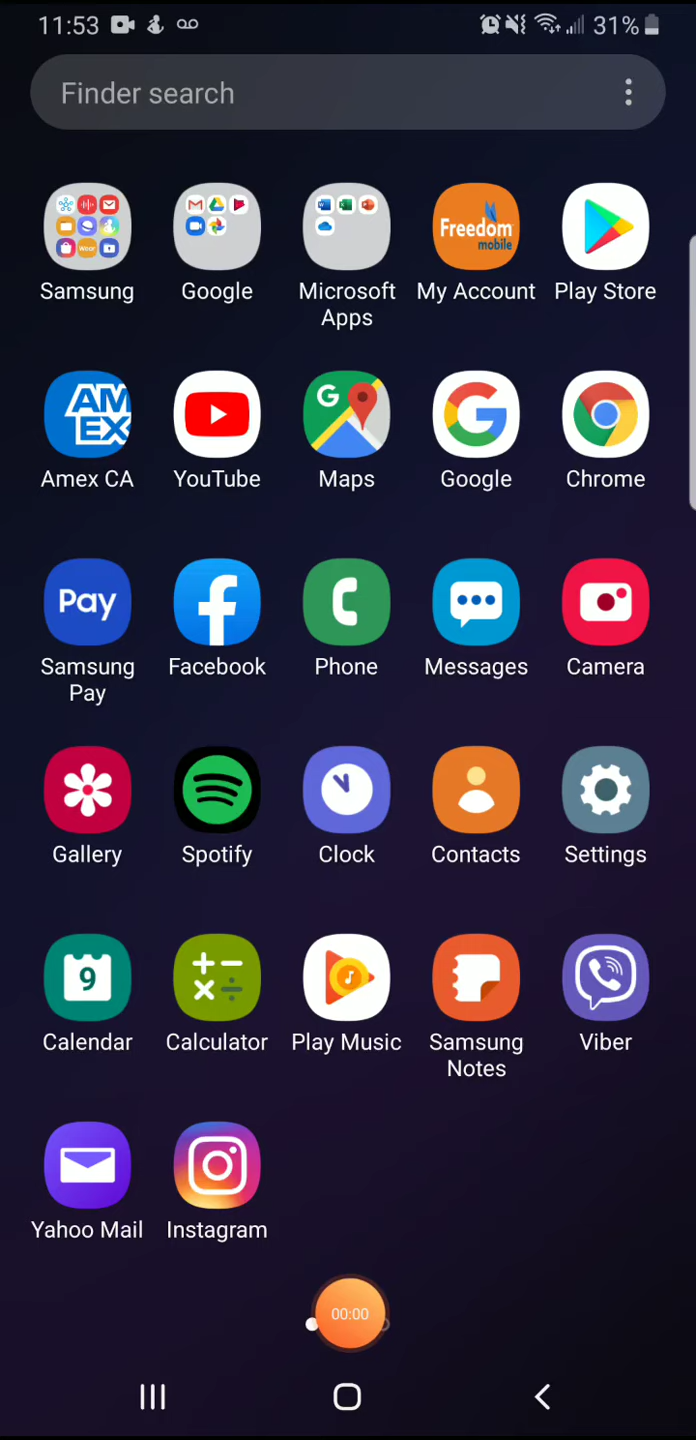 11:53
31%
Finder search
Freedom
mobile
Samsung
Google
Microsoft
Apps
My Account
Play Store
AM
EX
G
G
Amex CA
YouTube
Maps
Google
Chrome
Pay
f
Samsung
Pay
Facebook
Phone
Messages
Camera
Gallery
Spotify
Clock
Contacts
Settings
9
Calendar
Calculator
Play Music
Samsung
Notes
Viber
Yahoo Mail
Instagram
00:00